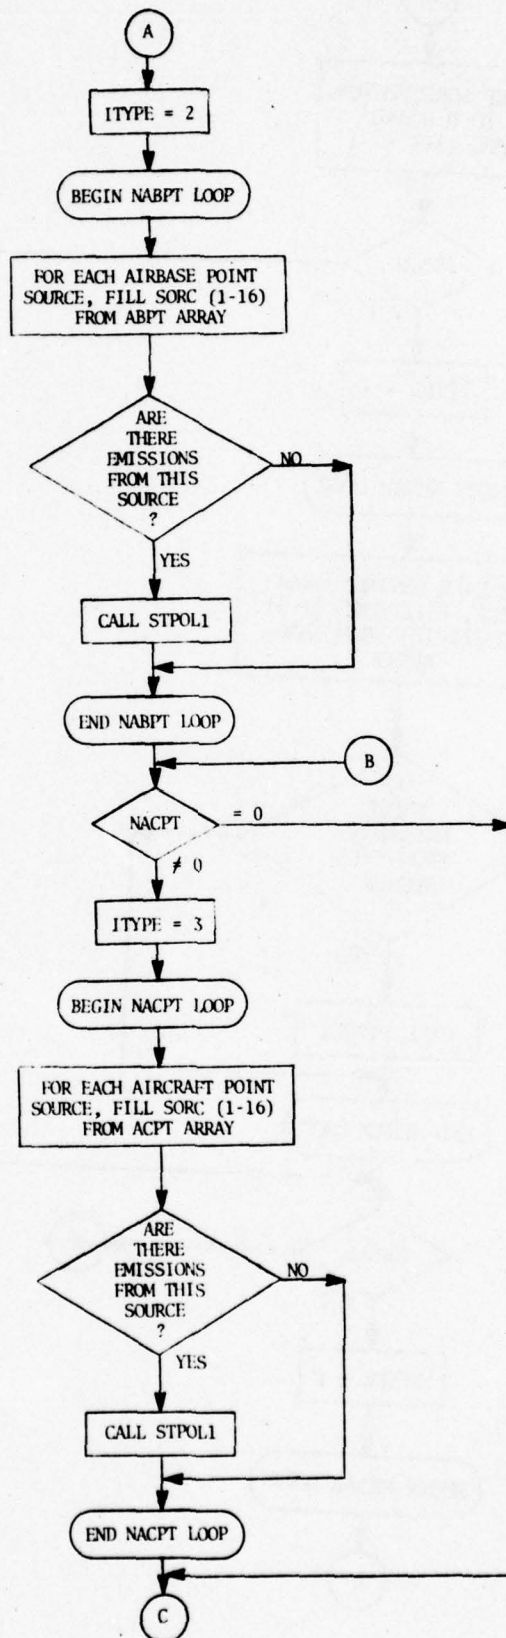 A
ITYPE = 2
BEGIN NABPT LOOP
FOR EACH AIRBASE POINT
SOURCE, FILL SORC (1-16)
FROM ABPT ARRAY
ARE
THERE
EMISSIONS
FROM THIS
SOURCE
?
NO
YES
CALL STPOL1
END NABPT LOOP
B
NACPT
= 0
≠ 0
ITYPE = 3
BEGIN NACPT LOOP
FOR EACH AIRCRAFT POINT
SOURCE, FILL SORC (1-16)
FROM ACPT ARRAY
ARE
THERE
EMISSIONS
FROM THIS
SOURCE
?
NO
YES
CALL STPOL1
END NACPT LOOP
C